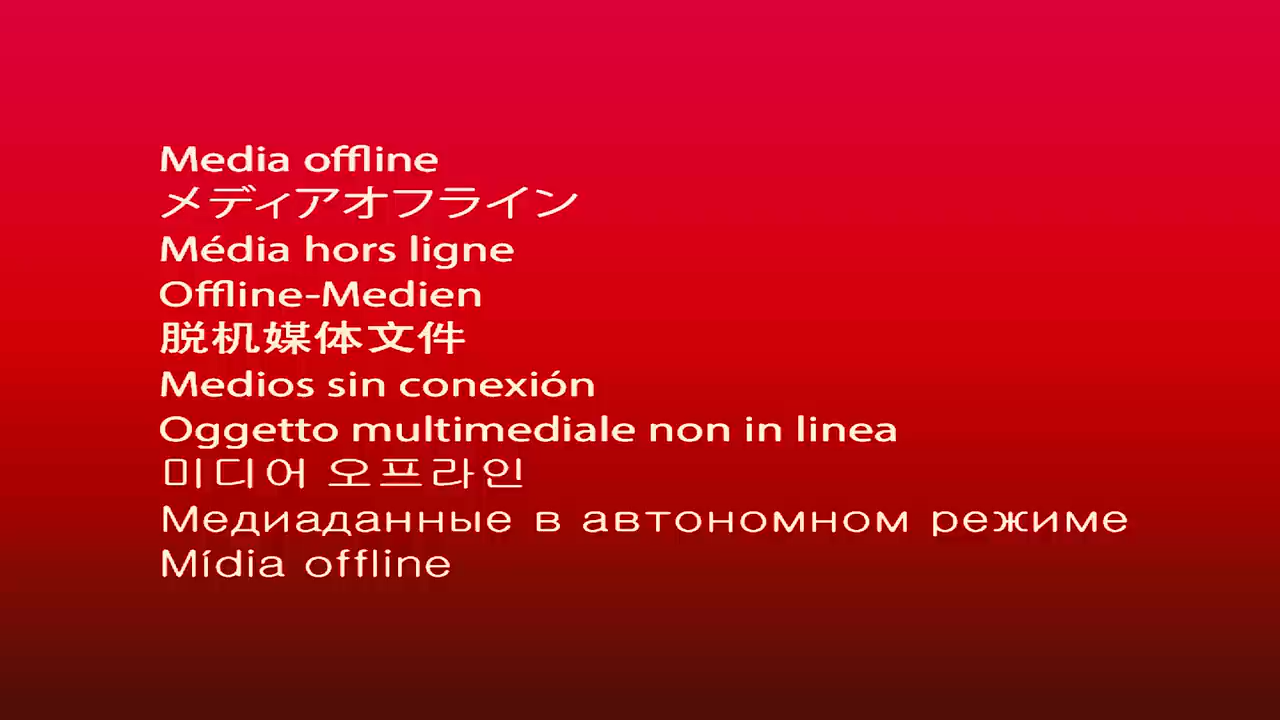 Media offline
メディアオフライン
Média hors ligne
Offline-Medien
脱机媒体文件
Medios sin conexión
Oggetto multimediale non in linea
미디어 오프라인
Медиаданные в автономном режиме
Mídia offline